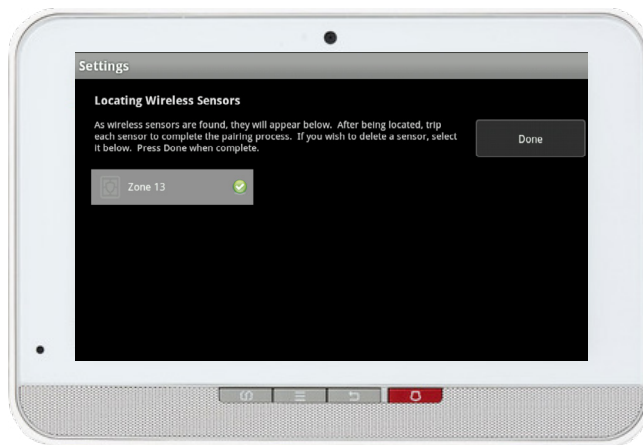 Settings
Locating Wireless Sensors
As wireless sensors are found, they will appear below. After being located, trip
each sensor to complete the pairing process. If you wish to delete a sensor, select
it below. Press Done when complete.
Done
Zone 13